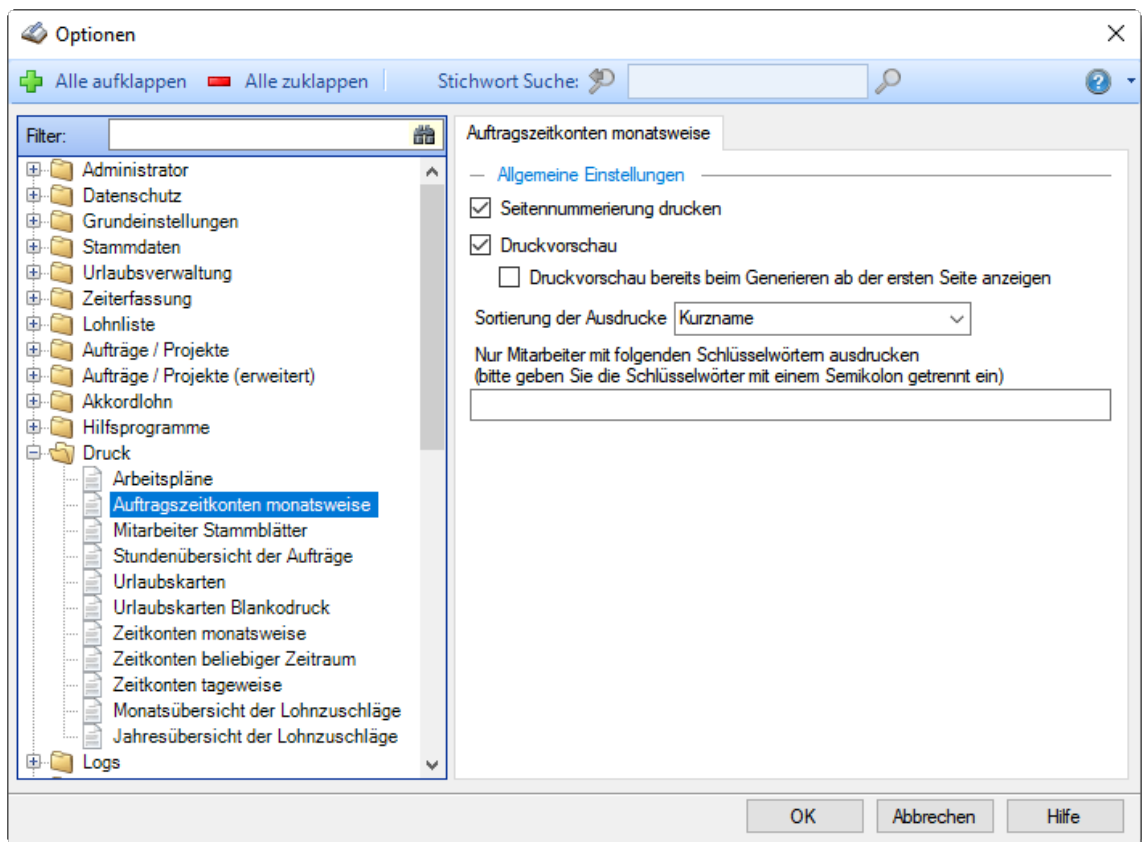 Optionen
Alle aufklappen Alle zuklappen Stichwort Suche:
Filter:
Administrator
Datenschutz
Grundeinstellungen
Stammdaten
Urlaubsverwaltung
Zeiterfassung
Lohnliste
Aufträge / Projekte
Aufträge / Projekte (erweitert)
Akkordlohn
Hilfsprogramme
Druck
Arbeitspläne
Auftragszeitkonten monatsweise
Mitarbeiter Stammblätter
Stundenübersicht der Aufträge
Urlaubskarten
Urlaubskarten Blankodruck
Zeitkonten monatsweise
Zeitkonten beliebiger Zeitraum
Zeitkonten tageweise
Monatsübersicht der Lohnzuschläge
Jahresübersicht der Lohnzuschläge
Logs
Auftragszeitkonten monatsweise
Allgemeine Einstellungen
Seitennummerierung drucken
Druckvorschau
Druckvorschau bereits beim Generieren ab der ersten Seite anzeigen
Sortierung der Ausdrucke Kurzname
Nur Mitarbeiter mit folgenden Schlüsselwörtern ausdrucken
(bitte geben Sie die Schlüsselwörter mit einem Semikolon getrennt ein)
OK Abbrechen Hilfe